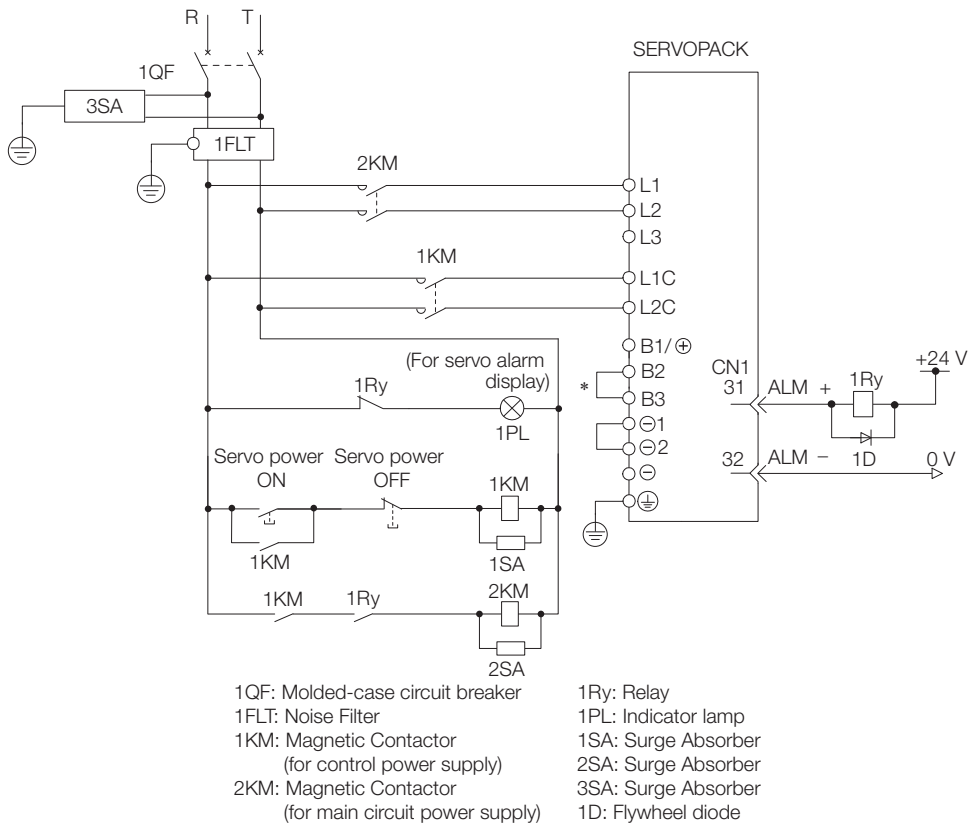 R T
SERVOPACK
1QF
3SA
1FLT
2KM
L1
L2
L3
1KM
L1C
L2C
B1/⊕
(For servo alarm
display)
CN1
+24 V
1Ry
B2
31 ALM + 1Ry
*
B3
1PL
⊖1
1D
Servo power
ON
Servo power
OFF
⊖2
32 ALM − 0 V
1KM
⊖
1KM
1SA
1KM 1Ry 2KM
2SA
1QF: Molded-case circuit breaker
1FLT: Noise Filter
1KM: Magnetic Contactor
(for control power supply)
2KM: Magnetic Contactor
(for main circuit power supply)
1Ry: Relay
1PL: Indicator lamp
1SA: Surge Absorber
2SA: Surge Absorber
3SA: Surge Absorber
1D: Flywheel diode